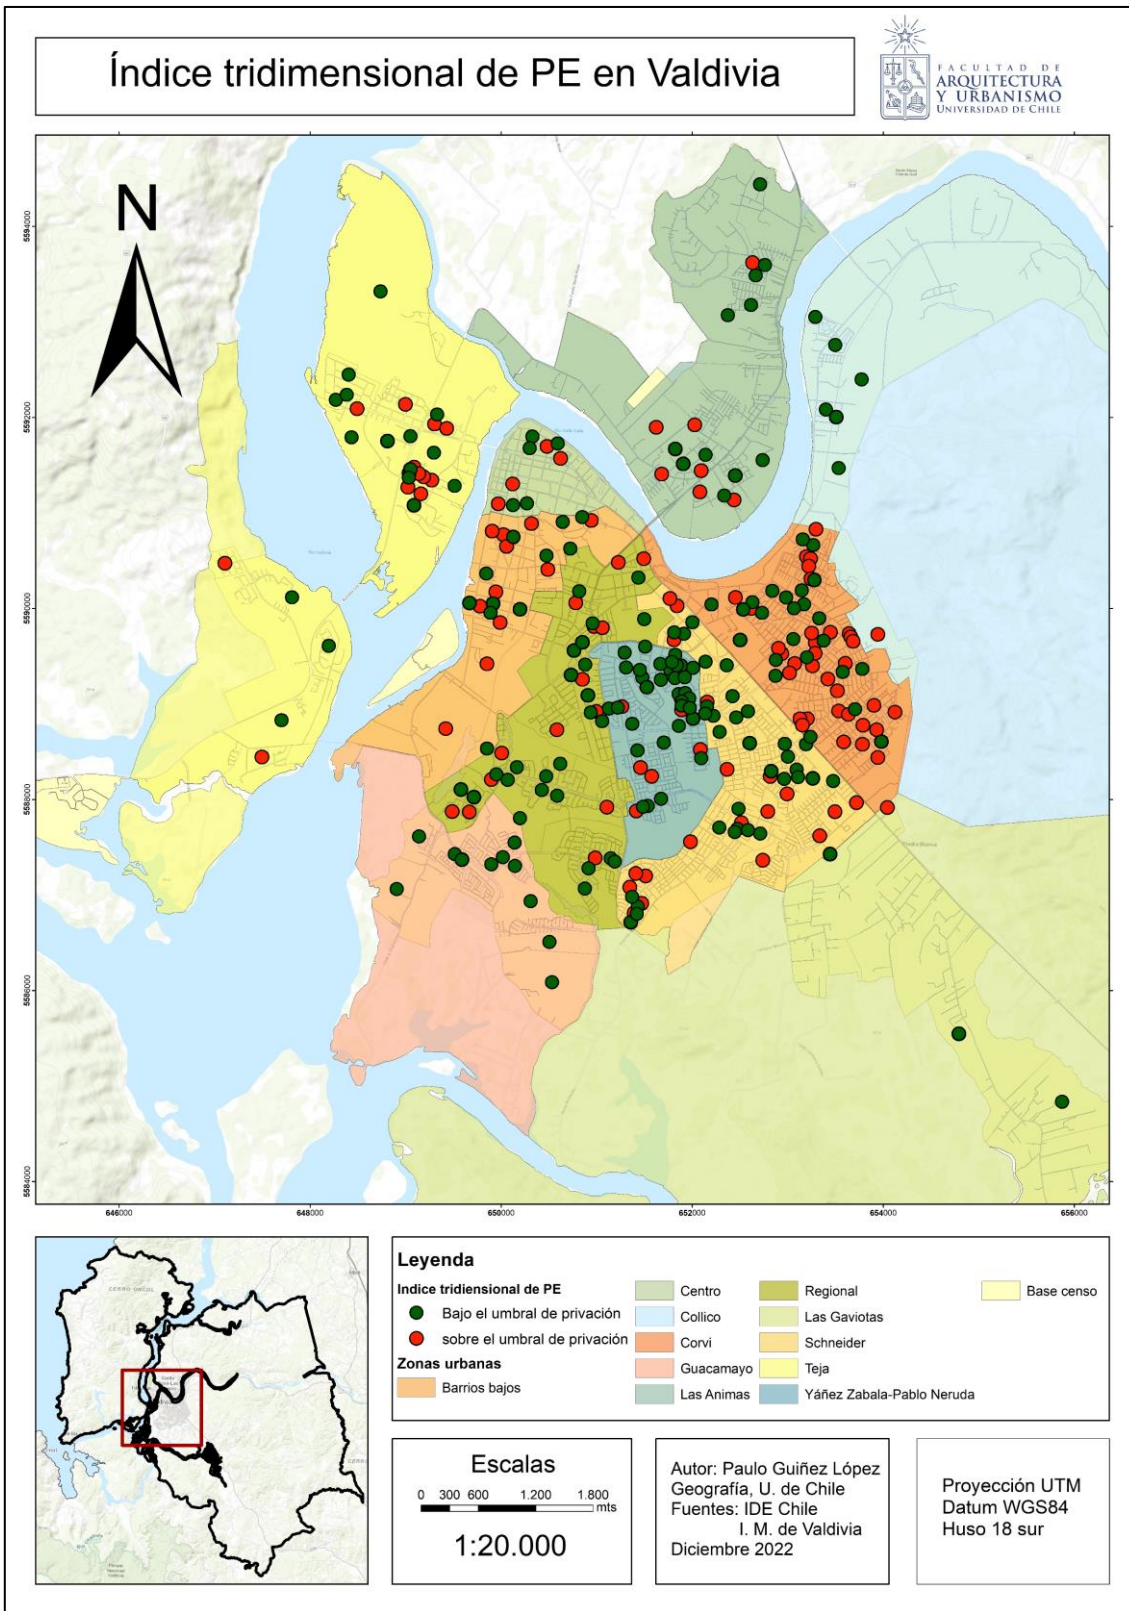 Índice tridimensional de PE en Valdivia
FACULTAD DE
ARQUITECTURA
Y URBANISMO
UNIVERSIDAD DE CHILE
N
5594000
5592000
5590000
5588000
5586000
5584000
646000
648000
650000
652000
654000
656000
Leyenda
Indice tridiensional de PE
Bajo el umbral de privación
sobre el umbral de privación
Zonas urbanas
Barrios bajos
Centro
Collico
Corvi
Guacamayo
Las Animas
Regional
Las Gaviotas
Schneider
Teja
Yáñez Zabala-Pablo Neruda
Base censo
Escalas
0 300 600 1.200 1.800
mts
1:20.000
Autor: Paulo Guiñez López
Geografía, U. de Chile
Fuentes: IDE Chile
I. M. de Valdivia
Diciembre 2022
Proyección UTM
Datum WGS84
Huso 18 sur